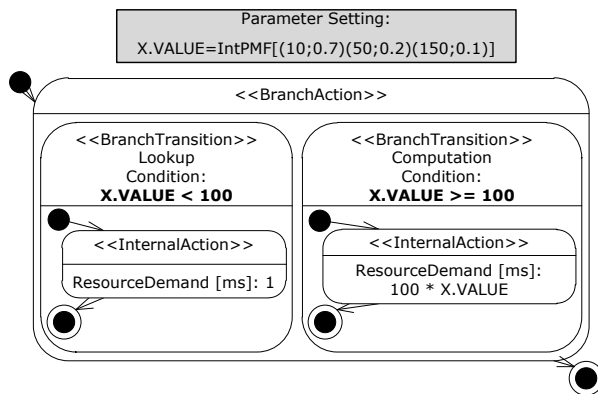 Parameter Setting:
X.VALUE=IntPMF[(10;0.7)(50;0.2)(150;0.1)]
<<BranchAction>>
<<BranchTransition>>
Lookup
Condition:
X.VALUE < 100
<<InternalAction>>
ResourceDemand [ms]: 1
<<BranchTransition>>
Computation
Condition:
X.VALUE >= 100
<<InternalAction>>
ResourceDemand [ms]:
100 * X.VALUE